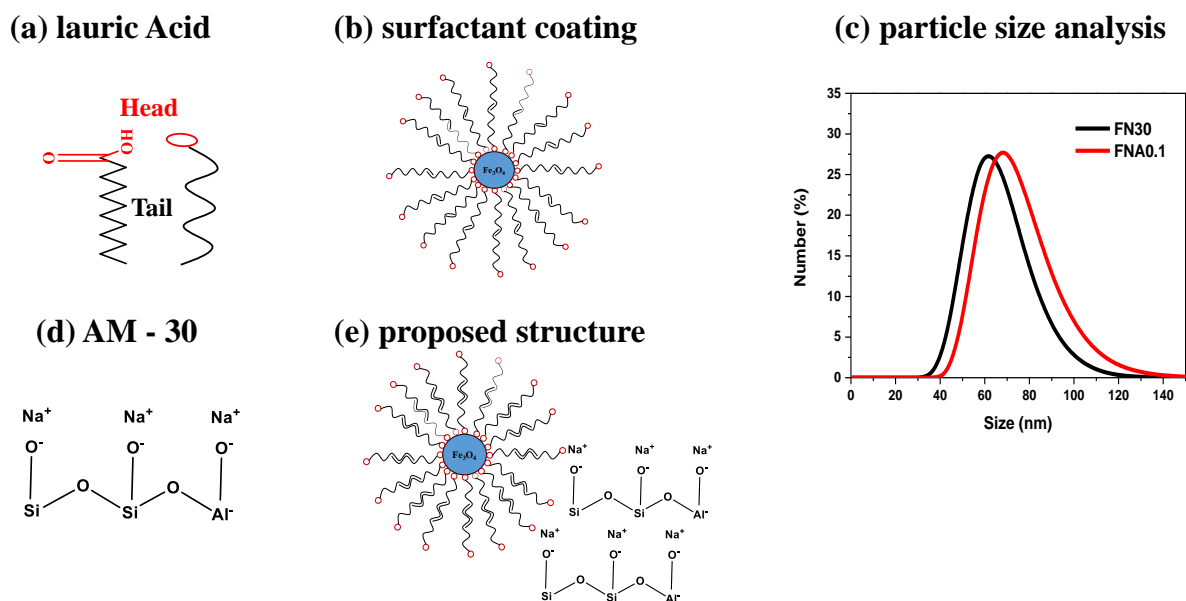 (a) lauric Acid
Head
O
OH
Tail
(b) surfactant coating
Fe₃O₄
(c) particle size analysis
35
30
25
20
15
10
5
0
Number (%)
FN30
FNA0.1
0 20 40 60 80 100 120 140
Size (nm)
(d) AM - 30
Na⁺ Na⁺ Na⁺
O⁻ O⁻ O⁻
O O
Si Si Al⁻
(e) proposed structure
Fe₃O₄
Na⁺ Na⁺ Na⁺
O⁻ O⁻ O⁻
O O
Si Si Al⁻
Na⁺ Na⁺ Na⁺
O⁻ O⁻ O⁻
O O
Si Si Al⁻